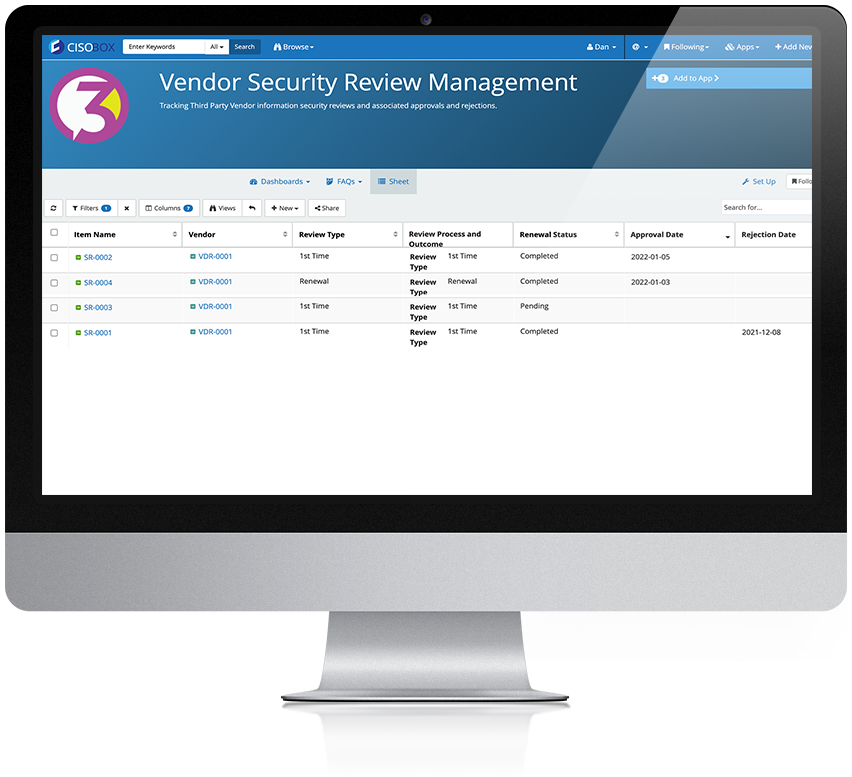 CISOBOX Enter Keywords All Search Browse Dan Following Apps Add New
Vendor Security Review Management
3 Add to App
Tracking Third Party Vendor information security reviews and associated approvals and rejections.
3
Dashboards FAQs Sheet Set Up Follo
Filters 1 Columns 7 Views New Share Search for...
Item Name Vendor Review Type Review Process and Outcome Renewal Status Approval Date Rejection Date
SR-0002 VDR-0001 1st Time Review Type 1st Time Completed 2022-01-05
SR-0004 VDR-0001 Renewal Review Type Renewal Completed 2022-01-03
SR-0003 VDR-0001 1st Time Review Type 1st Time Pending
SR-0001 VDR-0001 1st Time Review Type 1st Time Completed 2021-12-08